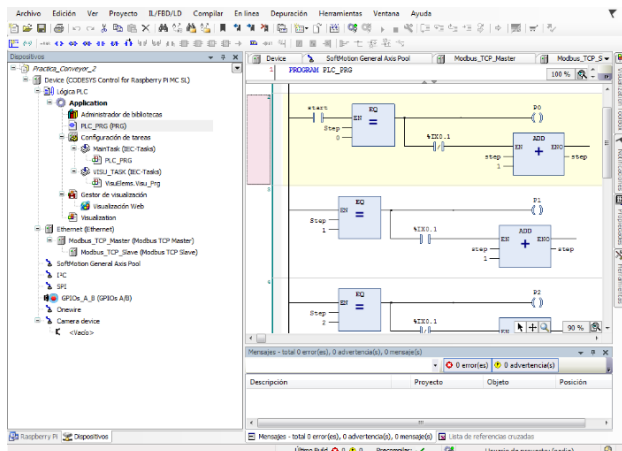 Archivo Edición Ver Proyecto IL/FBD/LD Compilar En línea Depuración Herramientas Ventana Ayuda
Dispositivos
Practica_Conveyor_2
Device (CODESYS Control for Raspberry Pi MC SL)
Lógica PLC
Application
Administrador de bibliotecas
PLC_PRG (PRG)
Configuración de tareas
MainTask (IEC-Tasks)
PLC_PRG
VISU_TASK (IEC-Tasks)
VisuElems.Visu_Prg
Gestor de visualización
Visualización Web
Visualization
Ethernet (Ethernet)
Modbus_TCP_Master (Modbus TCP Master)
Modbus_TCP_Slave (Modbus TCP Slave)
SoftMotion General Axis Pool
I²C
SPI
GPIOs_A_B (GPIOs A/B)
Onewire
Camera device
<Vacío>
Raspberry Pi Dispositivos
Device SoftMotion General Axis Pool Modbus_TCP_Master Modbus_TCP_S
1 PROGRAM PLC_PRG
100 %
2
start EQ P0
EN =
Step
0
%IX0.1 ADD
EN ENO
step + step
1
3
EQ P1
EN =
Step
1
%IX0.1 ADD
EN ENO
step + step
1
4
EQ P2
EN =
Step
2
%IX0.1
90 %
Mensajes - total 0 error(es), 0 advertencia(s), 0 mensaje(s)
0 error(es) 0 advertencia(s)
Descripción Proyecto Objeto Posición
Mensajes - total 0 error(es), 0 advertencia(s), 0 mensaje(s) Lista de referencias cruzadas
Visualization Toolbox
Notificaciones
Propiedades
Herramientas